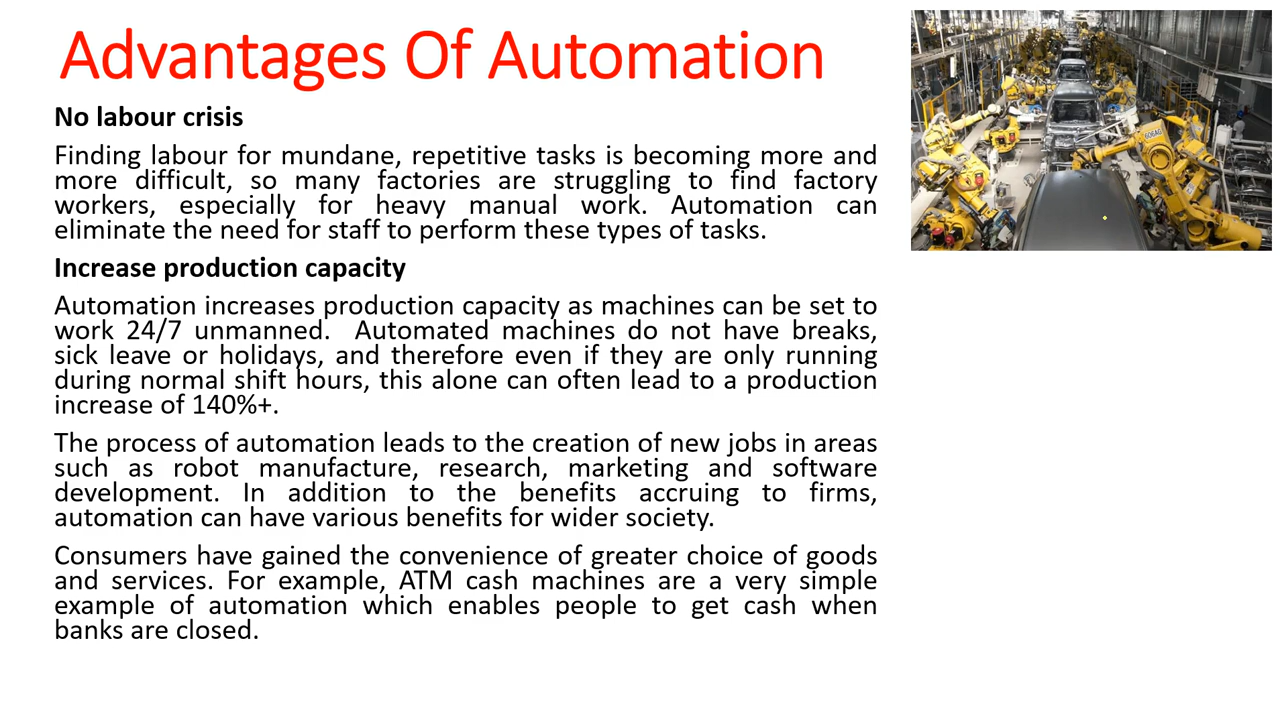 Advantages Of Automation
No labour crisis
Finding labour for mundane, repetitive tasks is becoming more and
more difficult, so many factories are struggling to find factory
workers, especially for heavy manual work. Automation can
eliminate the need for staff to perform these types of tasks.
Increase production capacity
Automation increases production capacity as machines can be set to
work 24/7 unmanned.  Automated machines do not have breaks,
sick leave or holidays, and therefore even if they are only running
during normal shift hours, this alone can often lead to a production
increase of 140%+.
The process of automation leads to the creation of new jobs in areas
such as robot manufacture, research, marketing and software
development. In addition to the benefits accruing to firms,
automation can have various benefits for wider society.
Consumers have gained the convenience of greater choice of goods
and services. For example, ATM cash machines are a very simple
example of automation which enables people to get cash when
banks are closed.